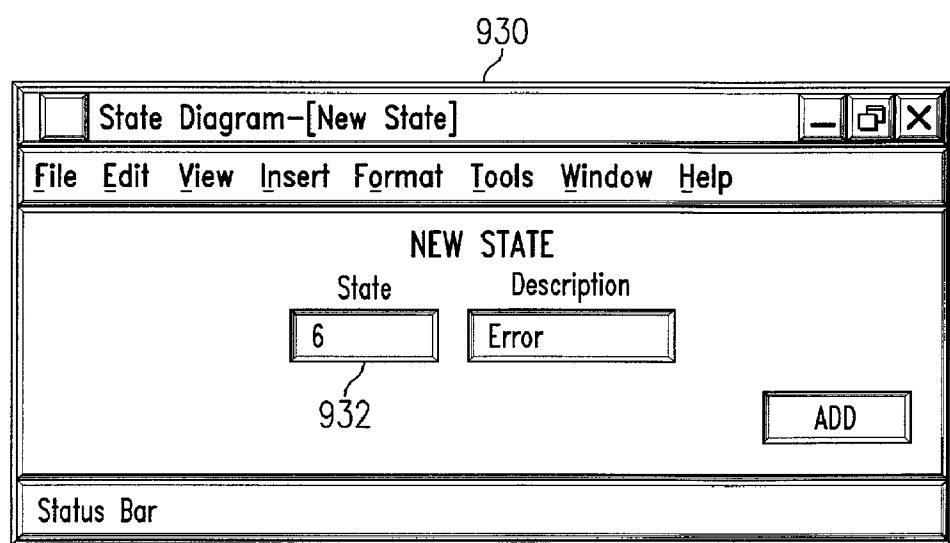 930
State Diagram-[New State]
File Edit View Insert Format Tools Window Help
NEW STATE
State Description
6 Error
932
ADD
Status Bar